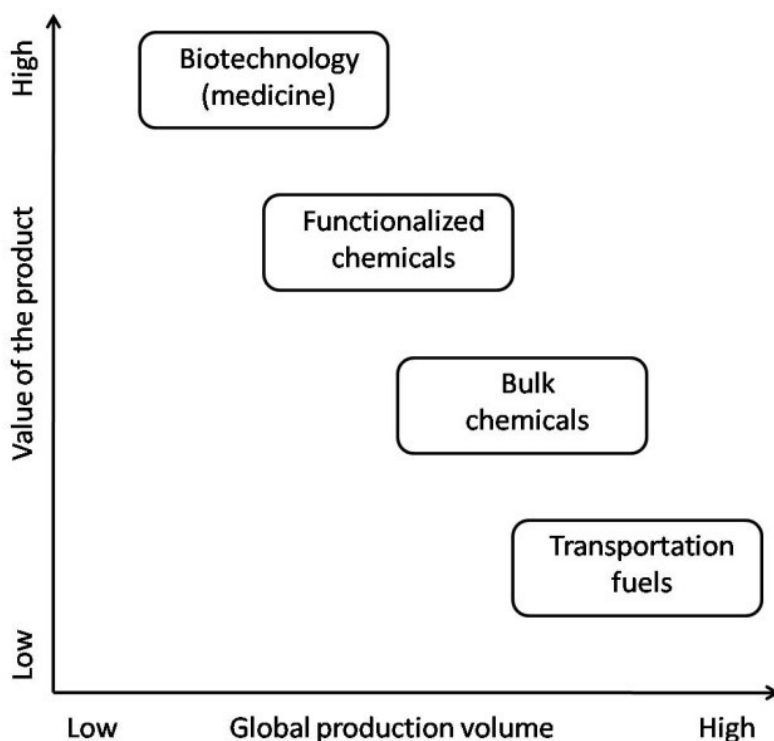 High
Biotechnology
(medicine)
Functionalized
chemicals
Value of the product
Bulk
chemicals
Transportation
fuels
Low
Low Global production volume High